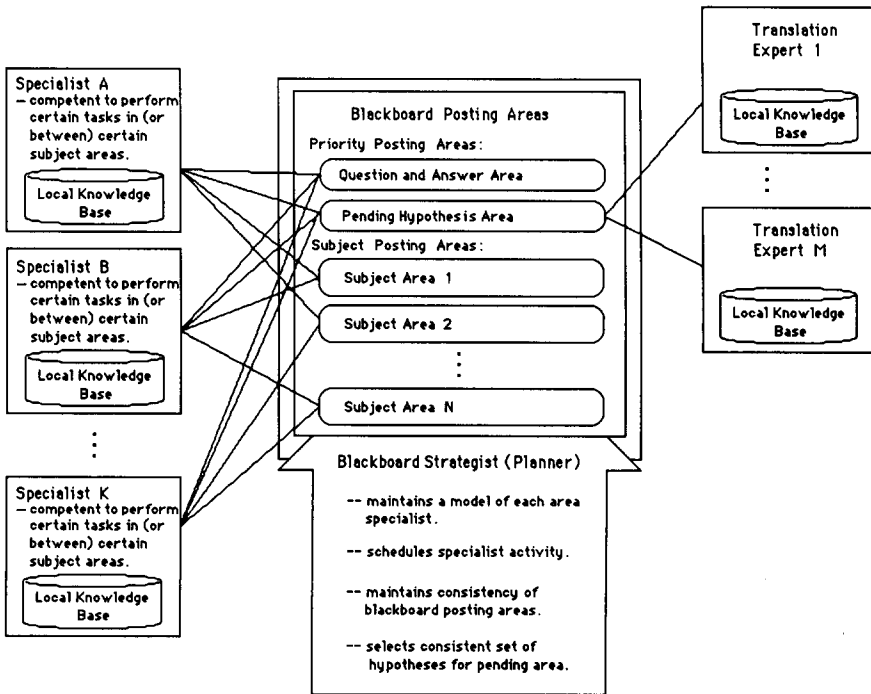 Specialist A
– competent to perform
certain tasks in (or
between) certain
subject areas.
Local Knowledge
Base
Specialist B
– competent to perform
certain tasks in (or
between) certain
subject areas.
Local Knowledge
Base
Specialist K
– competent to perform
certain tasks in (or
between) certain
subject areas.
Local Knowledge
Base
Blackboard Posting Areas
Priority Posting Areas:
Question and Answer Area
Pending Hypothesis Area
Subject Posting Areas:
Subject Area 1
Subject Area 2
Subject Area N
Blackboard Strategist (Planner)
-- maintains a model of each area
specialist.
-- schedules specialist activity.
-- maintains consistency of
blackboard posting areas.
-- selects consistent set of
hypotheses for pending area.
Translation
Expert 1
Local Knowledge
Base
Translation
Expert M
Local Knowledge
Base